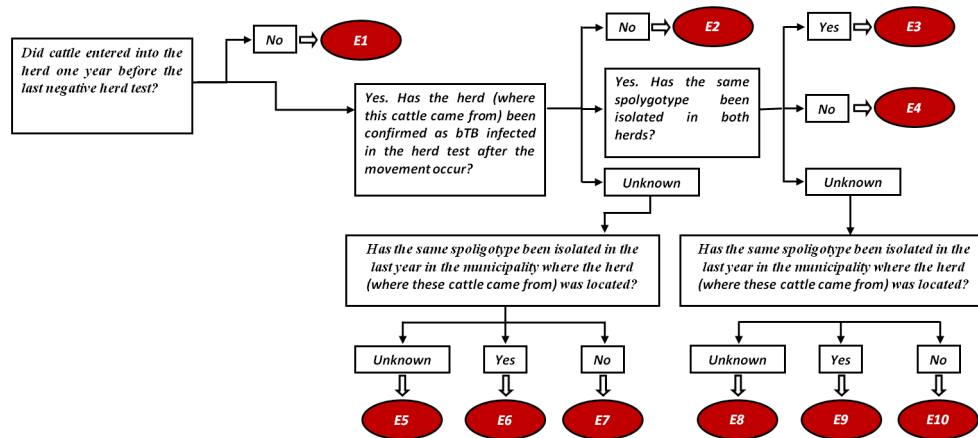 Did cattle entered into the
herd one year before the
last negative herd test?
No
E1
Yes. Has the herd (where
this cattle came from) been
confirmed as bTB infected
in the herd test after the
movement occur?
No
E2
Yes. Has the same
spolygotype been
isolated in both
herds?
Yes
E3
No
E4
Unknown
Unknown
Has the same spoligotype been isolated in the
last year in the municipality where the herd
(where these cattle came from) was located?
Has the same spoligotype been isolated in the
last year in the municipality where the herd
(where these cattle came from) was located?
Unknown
Yes
No
Unknown
Yes
No
E5
E6
E7
E8
E9
E10